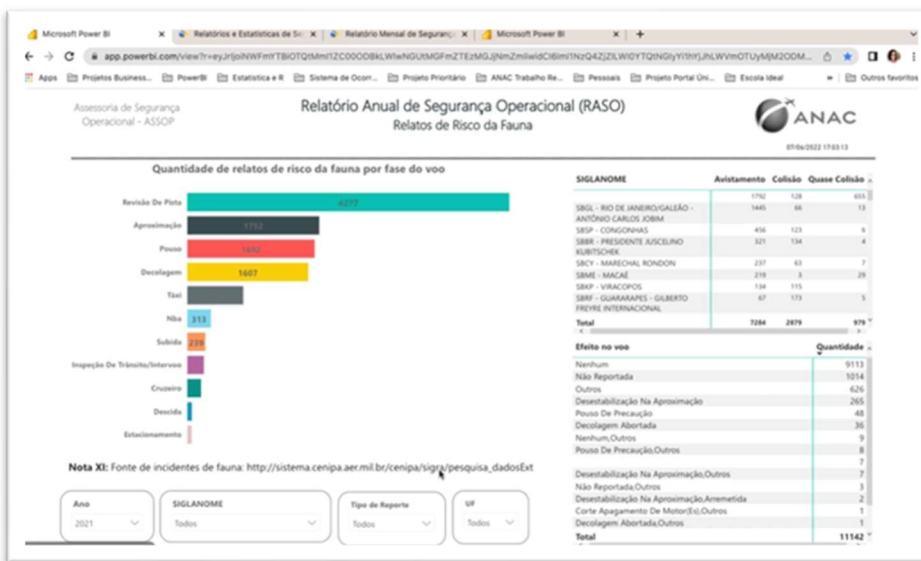 Microsoft Power BI
Relatórios e Estatísticas de Se
Relatório Mensal de Seguranç
Microsoft Power BI
Apps
Projetos Business...
PowerBI
Estatistica e R
Sistema de Ocorr...
Projeto Prioritário
ANAC Trabalho Re...
Pessoais
Projeto Portal Úni...
Escola Ideal
Outros favoritos
Assessoria de Segurança
Operacional - ASSOP
Relatório Anual de Segurança Operacional (RASO)
Relatos de Risco da Fauna
ANAC
07/06/2022 17:03:13
Quantidade de relatos de risco da fauna por fase do voo
Revisão De Pista 4277
Aproximação 1752
Pouso 1692
Decolagem 1607
Táxi
Nba 313
Subida 239
Inspeção De Trânsito/Intervoo
Cruzeiro
Descida
Estacionamento
Nota XI: Fonte de incidentes de fauna: http://sistema.cenipa.aer.mil.br/cenipa/sigra/pesquisa_dadosExt
Ano
2021
SIGLANOME
Todos
Tipo de Reporte
Todos
UF
Todos
SIGLANOME Avistamento Colisão Quase Colisão
1792 128 655
SBGL - RIO DE JANEIRO/GALEÃO - 1445 66 13
ANTÔNIO CARLOS JOBIM
SBSP - CONGONHAS 456 123 6
SBBR - PRESIDENTE JUSCELINO 321 134 4
KUBITSCHEK
SBCY - MARECHAL RONDON 237 63 7
SBME - MACAÉ 219 3 29
SBKP - VIRACOPOS 134 115
SBRF - GUARARAPES - GILBERTO 67 173 5
FREYRE INTERNACIONAL
Total 7284 2879 979
Efeito no voo Quantidade
Nenhum 9113
Não Reportada 1014
Outros 626
Desestabilização Na Aproximação 265
Pouso De Precaução 48
Decolagem Abortada 36
Nenhum,Outros 9
Pouso De Precaução,Outros 8
7
Desestabilização Na Aproximação,Outros 7
Não Reportada,Outros 3
Desestabilização Na Aproximação,Arremetida 2
Corte Apagamento De Motor(Es),Outros 1
Decolagem Abortada,Outros 1
Total 11142